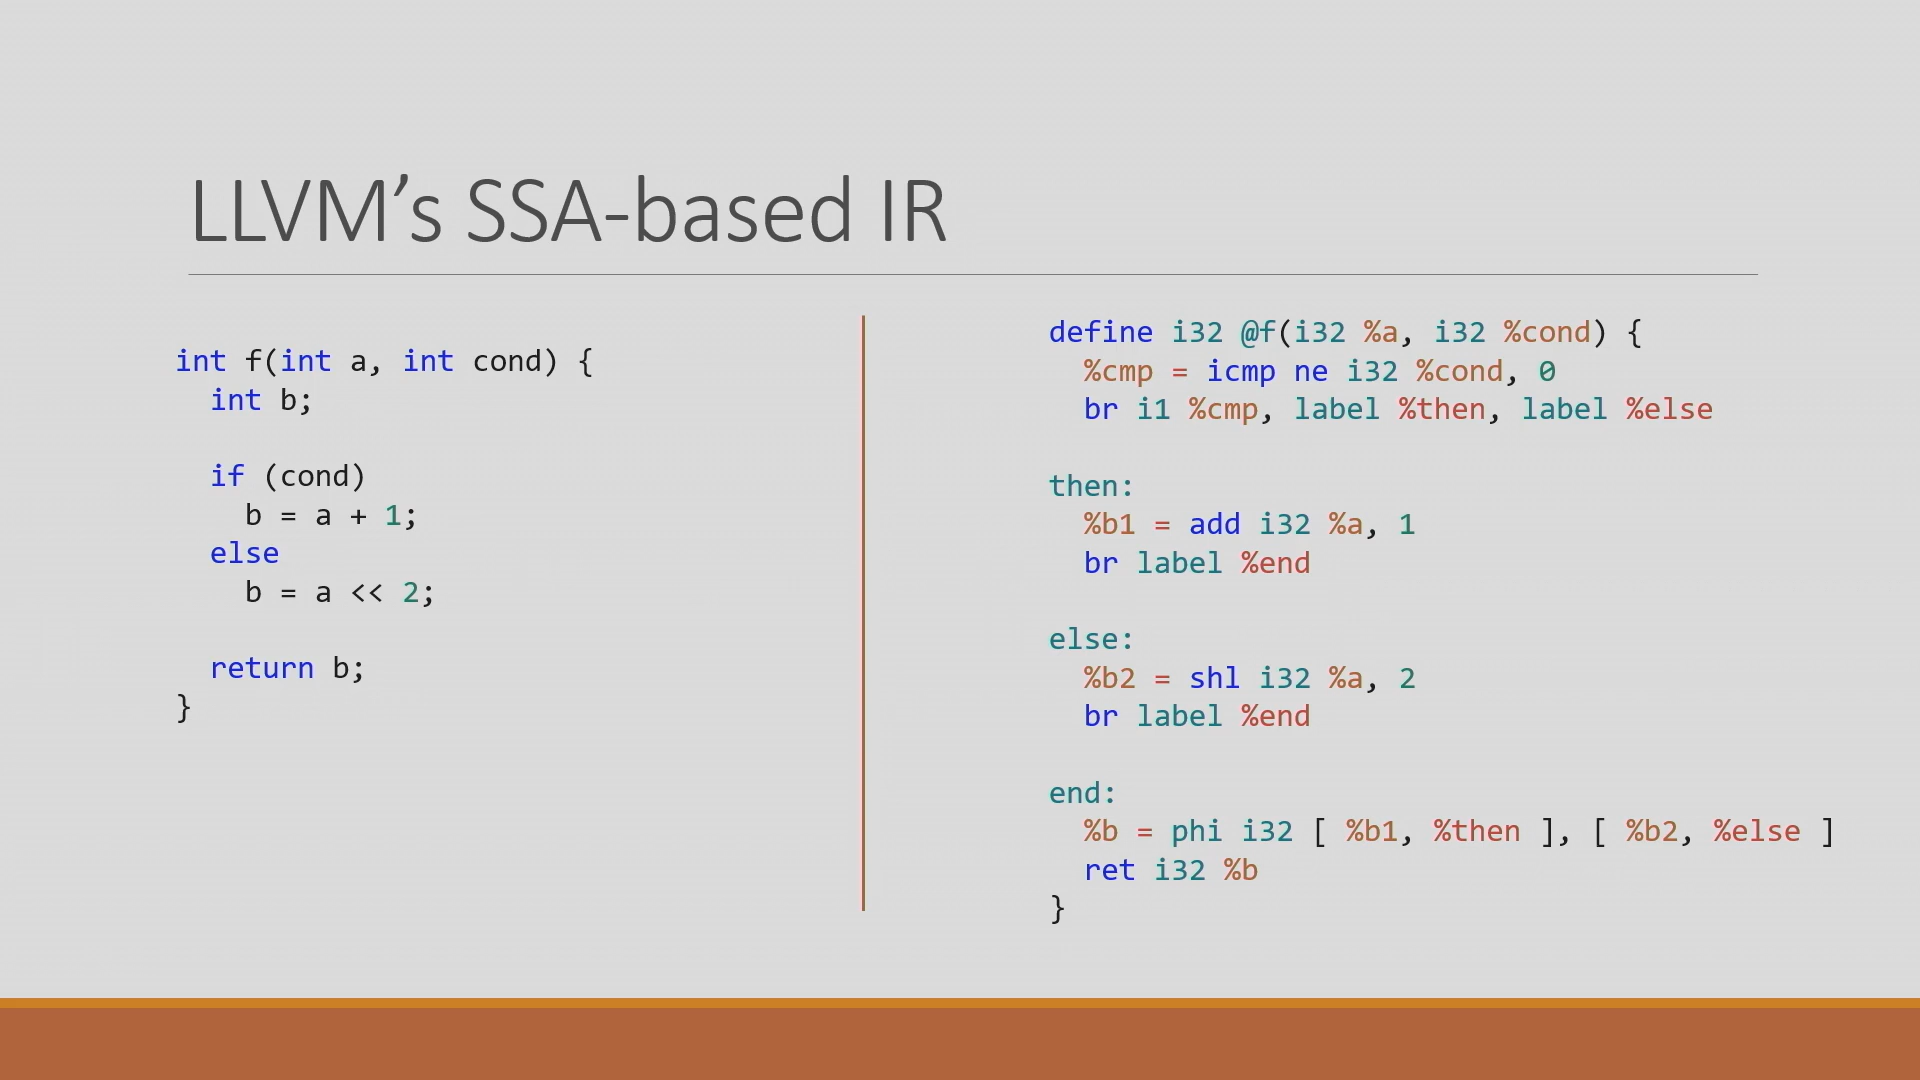 LLVM’s SSA-based IR
int f(int a, int cond) {
  int b;

  if (cond)
    b = a + 1;
  else
    b = a << 2;

  return b;
}
define i32 @f(i32 %a, i32 %cond) {
  %cmp = icmp ne i32 %cond, 0
  br i1 %cmp, label %then, label %else

then:
  %b1 = add i32 %a, 1
  br label %end

else:
  %b2 = shl i32 %a, 2
  br label %end

end:
  %b = phi i32 [ %b1, %then ], [ %b2, %else ]
  ret i32 %b
}